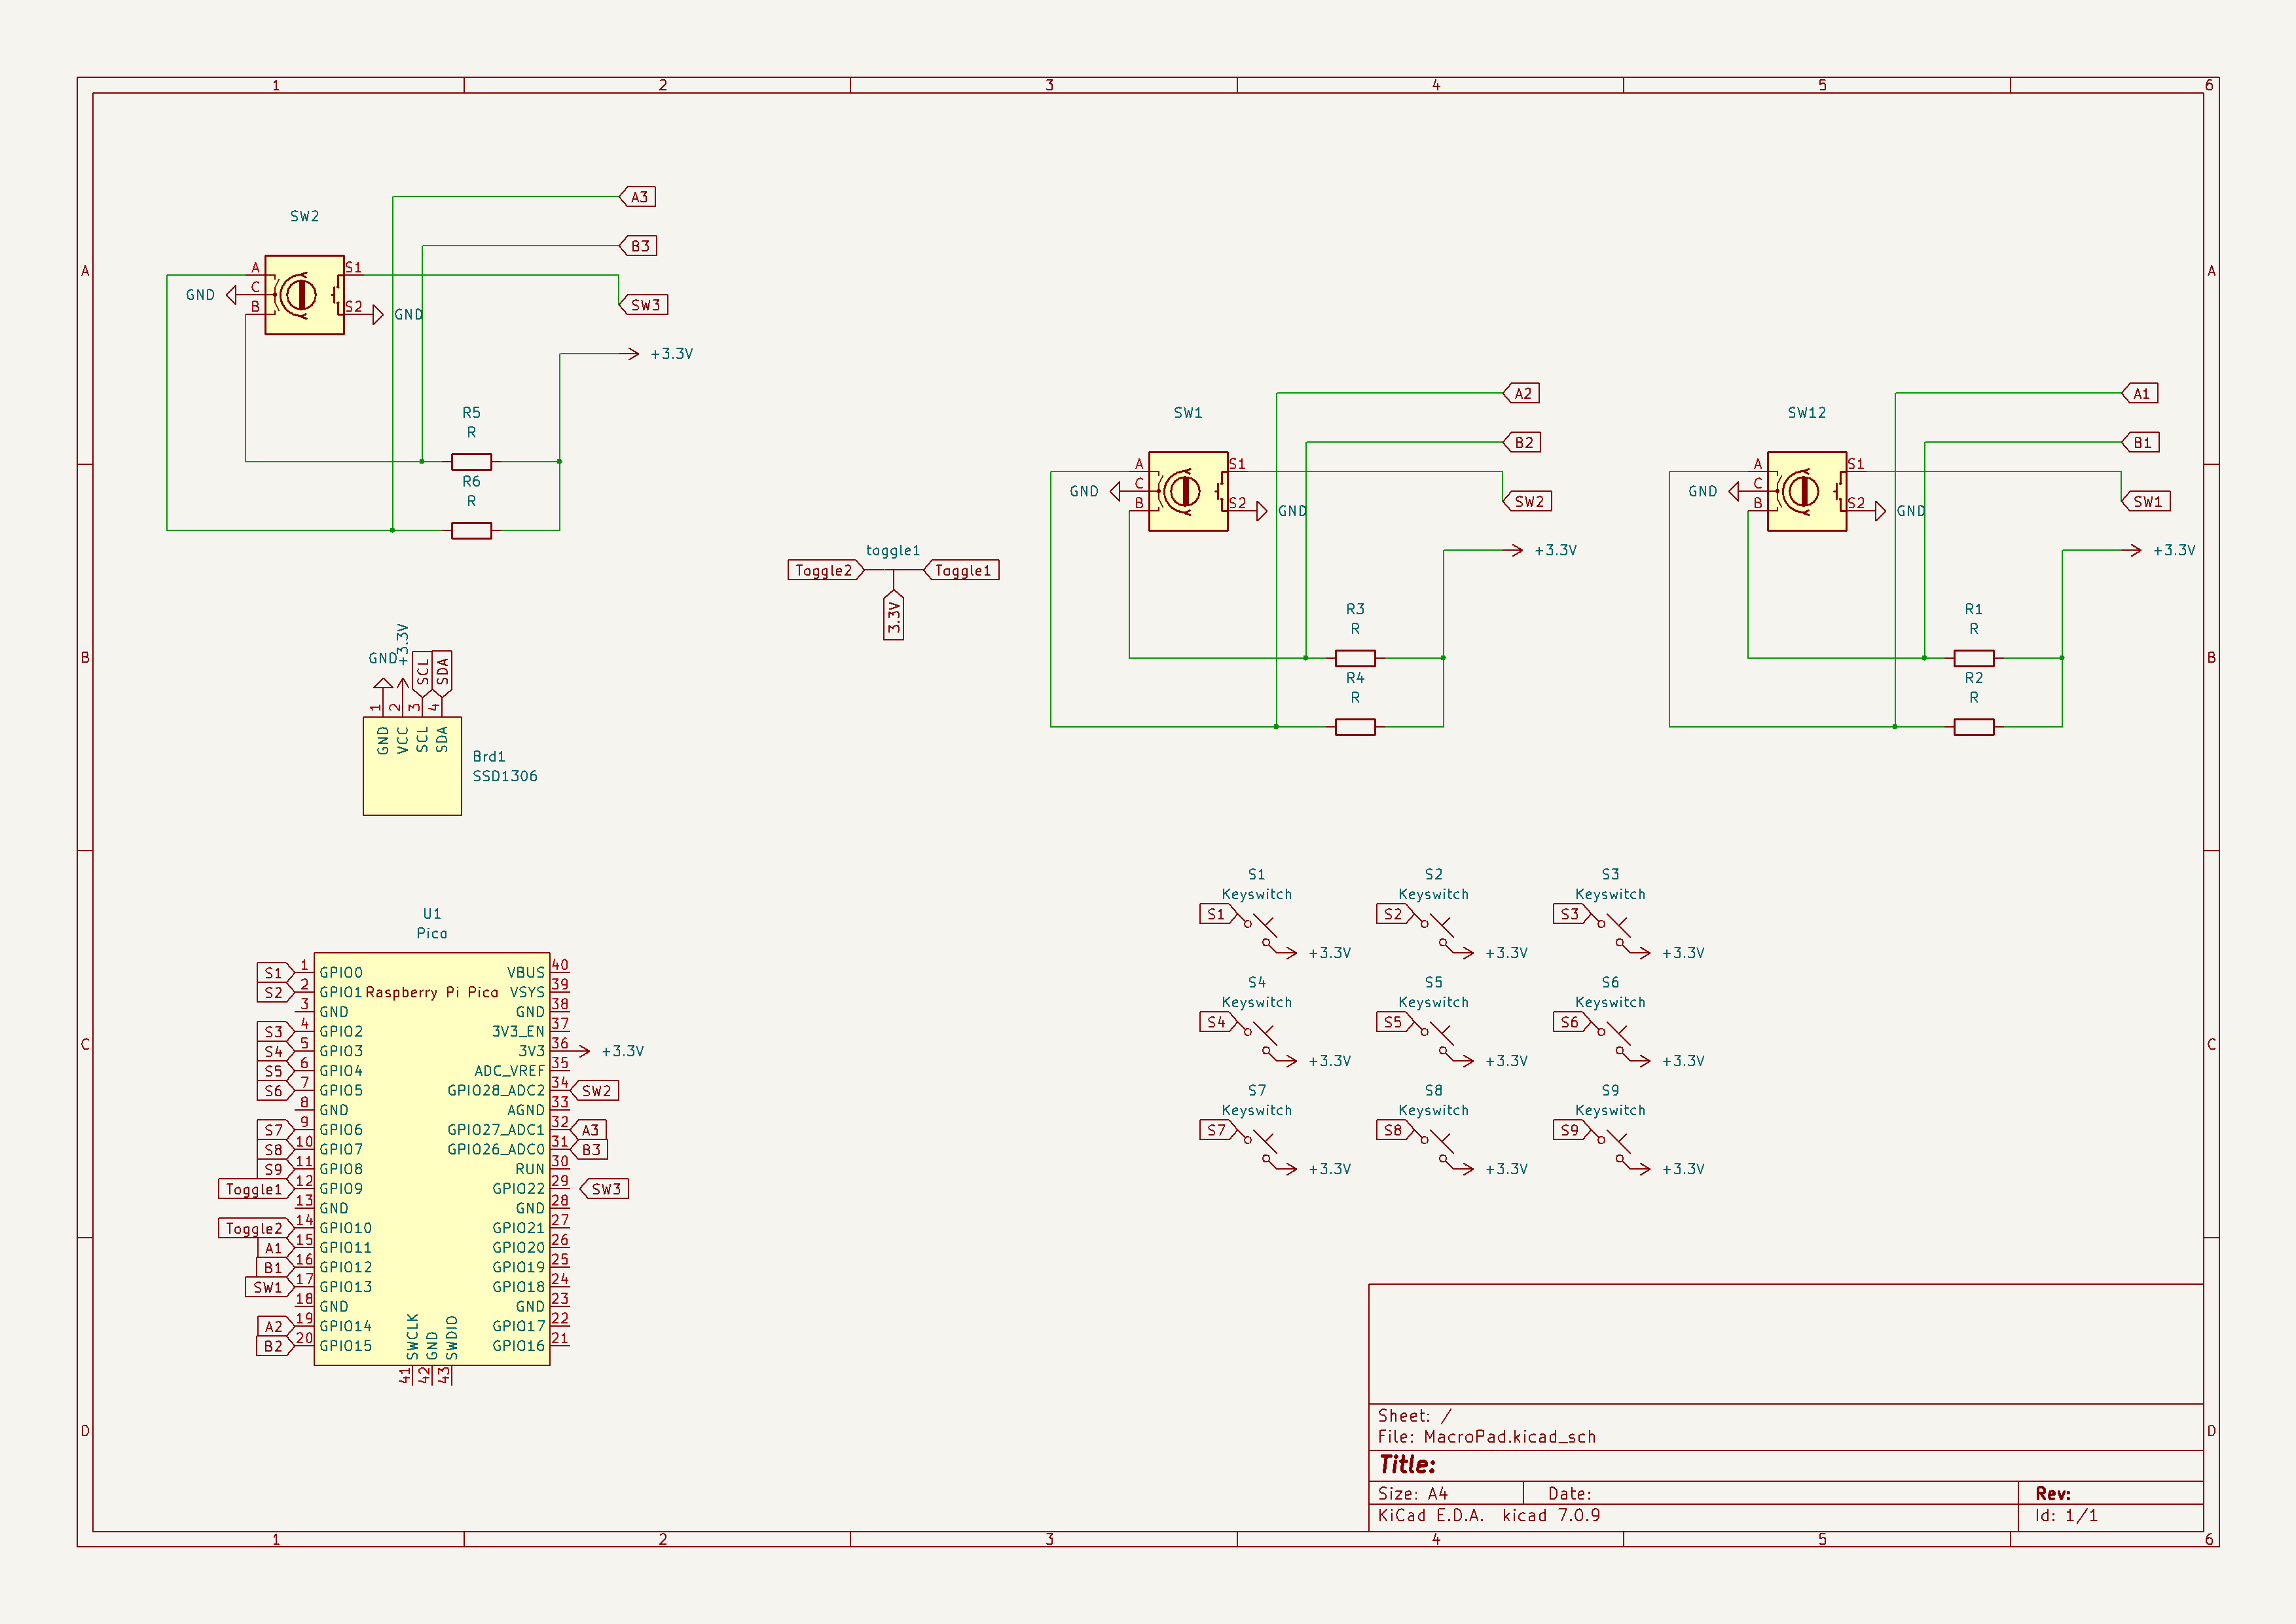 1 2 3 4 5 6
A A
B B
C C
D D
1 2 3 4 5 6
SW2
A3
B3
A S1
C
B S2
GND
GND
SW3
+3.3V
R5
R
R6
R
toggle1
Toggle2
Taggle1
3.3V
SW1
A2
B2
A S1
C
B S2
GND
GND
SW2
+3.3V
R3
R
R4
R
SW12
A1
B1
A S1
C
B S2
GND
GND
SW1
+3.3V
R1
R
R2
R
GND
+3.3V
SCL
SDA
1 2 3 4
GND VCC SCL SDA
Brd1
SSD1306
U1
Pico
Raspberry Pi Pico
S1 1 GPIO0
S2 2 GPIO1
3 GND
S3 4 GPIO2
S4 5 GPIO3
S5 6 GPIO4
S6 7 GPIO5
8 GND
S7 9 GPIO6
S8 10 GPIO7
S9 11 GPIO8
Toggle1 12 GPIO9
13 GND
Toggle2 14 GPIO10
A1 15 GPIO11
B1 16 GPIO12
SW1 17 GPIO13
18 GND
A2 19 GPIO14
B2 20 GPIO15
VBUS 40
VSYS 39
GND 38
3V3_EN 37
3V3 36 +3.3V
ADC_VREF 35
GPIO28_ADC2 34 SW2
AGND 33
GPIO27_ADC1 32 A3
GPIO26_ADC0 31 B3
RUN 30
GPIO22 29 SW3
GND 28
GPIO21 27
GPIO20 26
GPIO19 25
GPIO18 24
GND 23
GPIO17 22
GPIO16 21
SWCLK GND SWDIO
41 42 43
S1
Keyswitch
S1
+3.3V
S2
Keyswitch
S2
+3.3V
S3
Keyswitch
S3
+3.3V
S4
Keyswitch
S4
+3.3V
S5
Keyswitch
S5
+3.3V
S6
Keyswitch
S6
+3.3V
S7
Keyswitch
S7
+3.3V
S8
Keyswitch
S8
+3.3V
S9
Keyswitch
S9
+3.3V
Sheet: /
File: MacroPad.kicad_sch
Title:
Size: A4 Date: Rev:
KiCad E.D.A. kicad 7.0.9 Id: 1/1